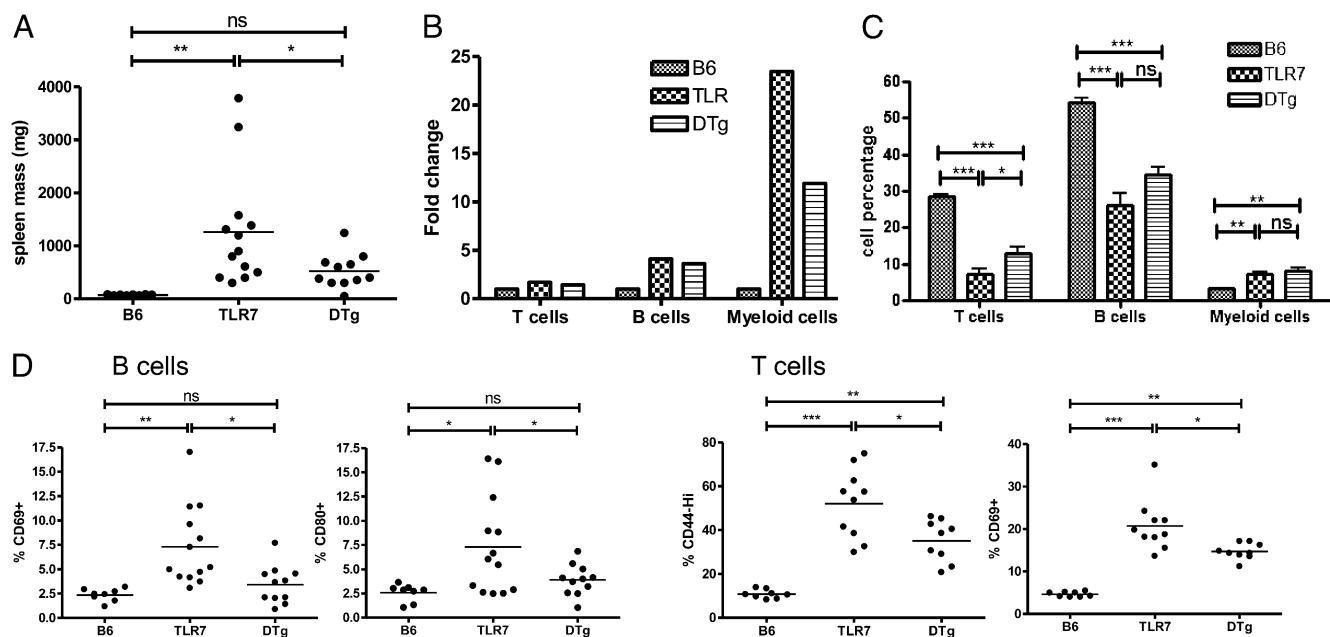 A
ns
**
*
spleen mass (mg)
4000
3000
2000
1000
0
B6
TLR7
DTg
B
Fold change
25
20
15
10
5
0
B6
TLR
DTg
T cells
B cells
Myeloid cells
C
cell percentage
60
50
40
30
20
10
0
B6
TLR7
DTg
***
***
*
***
***
ns
**
**
ns
T cells
B cells
Myeloid cells
D
B cells
ns
**
*
% CD69+
17.5
15.0
12.5
10.0
7.5
5.0
2.5
0.0
B6
TLR7
DTg
ns
*
*
% CD80+
17.5
15.0
12.5
10.0
7.5
5.0
2.5
0.0
B6
TLR7
DTg
T cells
**
***
*
% CD44-Hi
80
60
40
20
0
B6
TLR7
DTg
**
***
*
% CD69+
40
30
20
10
0
B6
TLR7
DTg